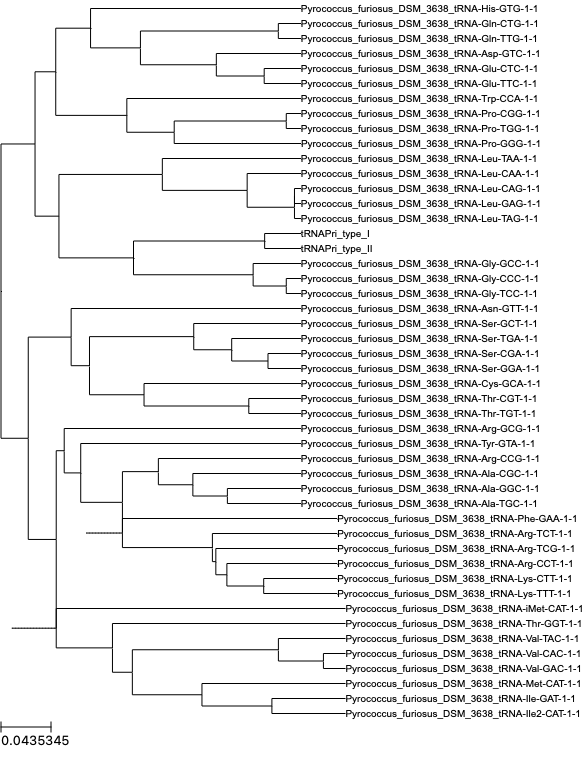 Pyrococcus_furiosus_DSM_3638_tRNA-His-GTG-1-1
Pyrococcus_furiosus_DSM_3638_tRNA-Gln-CTG-1-1
Pyrococcus_furiosus_DSM_3638_tRNA-Gln-TTG-1-1
Pyrococcus_furiosus_DSM_3638_tRNA-Asp-GTC-1-1
Pyrococcus_furiosus_DSM_3638_tRNA-Glu-CTC-1-1
Pyrococcus_furiosus_DSM_3638_tRNA-Glu-TTC-1-1
Pyrococcus_furiosus_DSM_3638_tRNA-Trp-CCA-1-1
Pyrococcus_furiosus_DSM_3638_tRNA-Pro-CGG-1-1
Pyrococcus_furiosus_DSM_3638_tRNA-Pro-TGG-1-1
Pyrococcus_furiosus_DSM_3638_tRNA-Pro-GGG-1-1
Pyrococcus_furiosus_DSM_3638_tRNA-Leu-TAA-1-1
Pyrococcus_furiosus_DSM_3638_tRNA-Leu-CAA-1-1
Pyrococcus_furiosus_DSM_3638_tRNA-Leu-CAG-1-1
Pyrococcus_furiosus_DSM_3638_tRNA-Leu-GAG-1-1
Pyrococcus_furiosus_DSM_3638_tRNA-Leu-TAG-1-1
tRNAPri_type_I
tRNAPri_type_II
Pyrococcus_furiosus_DSM_3638_tRNA-Gly-GCC-1-1
Pyrococcus_furiosus_DSM_3638_tRNA-Gly-CCC-1-1
Pyrococcus_furiosus_DSM_3638_tRNA-Gly-TCC-1-1
Pyrococcus_furiosus_DSM_3638_tRNA-Asn-GTT-1-1
Pyrococcus_furiosus_DSM_3638_tRNA-Ser-GCT-1-1
Pyrococcus_furiosus_DSM_3638_tRNA-Ser-TGA-1-1
Pyrococcus_furiosus_DSM_3638_tRNA-Ser-CGA-1-1
Pyrococcus_furiosus_DSM_3638_tRNA-Ser-GGA-1-1
Pyrococcus_furiosus_DSM_3638_tRNA-Cys-GCA-1-1
Pyrococcus_furiosus_DSM_3638_tRNA-Thr-CGT-1-1
Pyrococcus_furiosus_DSM_3638_tRNA-Thr-TGT-1-1
Pyrococcus_furiosus_DSM_3638_tRNA-Arg-GCG-1-1
Pyrococcus_furiosus_DSM_3638_tRNA-Tyr-GTA-1-1
Pyrococcus_furiosus_DSM_3638_tRNA-Arg-CCG-1-1
Pyrococcus_furiosus_DSM_3638_tRNA-Ala-CGC-1-1
Pyrococcus_furiosus_DSM_3638_tRNA-Ala-GGC-1-1
Pyrococcus_furiosus_DSM_3638_tRNA-Ala-TGC-1-1
Pyrococcus_furiosus_DSM_3638_tRNA-Phe-GAA-1-1
Pyrococcus_furiosus_DSM_3638_tRNA-Arg-TCT-1-1
Pyrococcus_furiosus_DSM_3638_tRNA-Arg-TCG-1-1
Pyrococcus_furiosus_DSM_3638_tRNA-Arg-CCT-1-1
Pyrococcus_furiosus_DSM_3638_tRNA-Lys-CTT-1-1
Pyrococcus_furiosus_DSM_3638_tRNA-Lys-TTT-1-1
Pyrococcus_furiosus_DSM_3638_tRNA-iMet-CAT-1-1
Pyrococcus_furiosus_DSM_3638_tRNA-Thr-GGT-1-1
Pyrococcus_furiosus_DSM_3638_tRNA-Val-TAC-1-1
Pyrococcus_furiosus_DSM_3638_tRNA-Val-CAC-1-1
Pyrococcus_furiosus_DSM_3638_tRNA-Val-GAC-1-1
Pyrococcus_furiosus_DSM_3638_tRNA-Met-CAT-1-1
Pyrococcus_furiosus_DSM_3638_tRNA-Ile-GAT-1-1
Pyrococcus_furiosus_DSM_3638_tRNA-Ile2-CAT-1-1
0.0435345